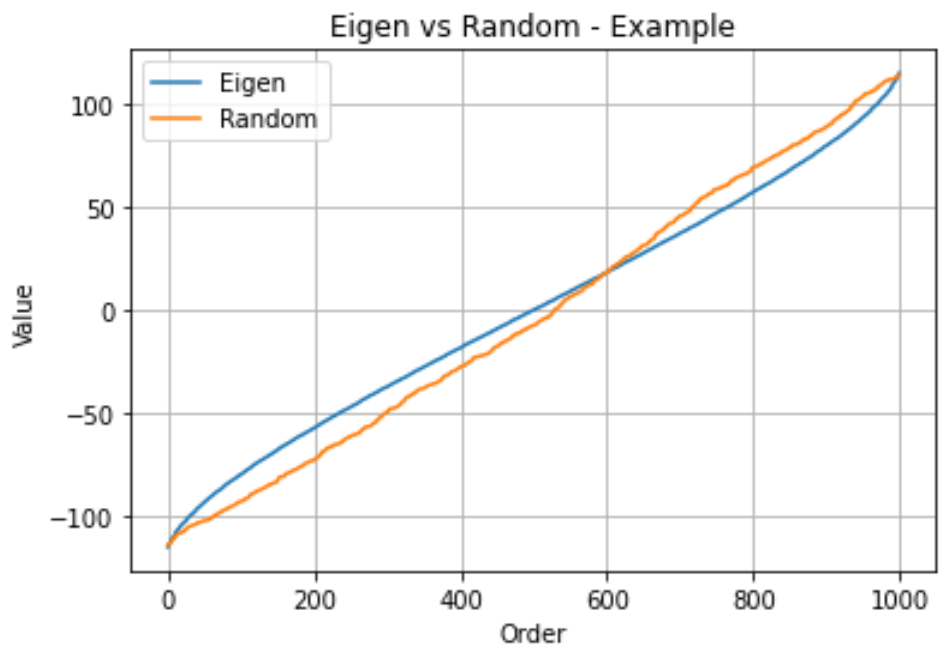 Eigen vs Random - Example
Eigen
Random
Value
100
50
0
−50
−100
0 200 400 600 800 1000
Order